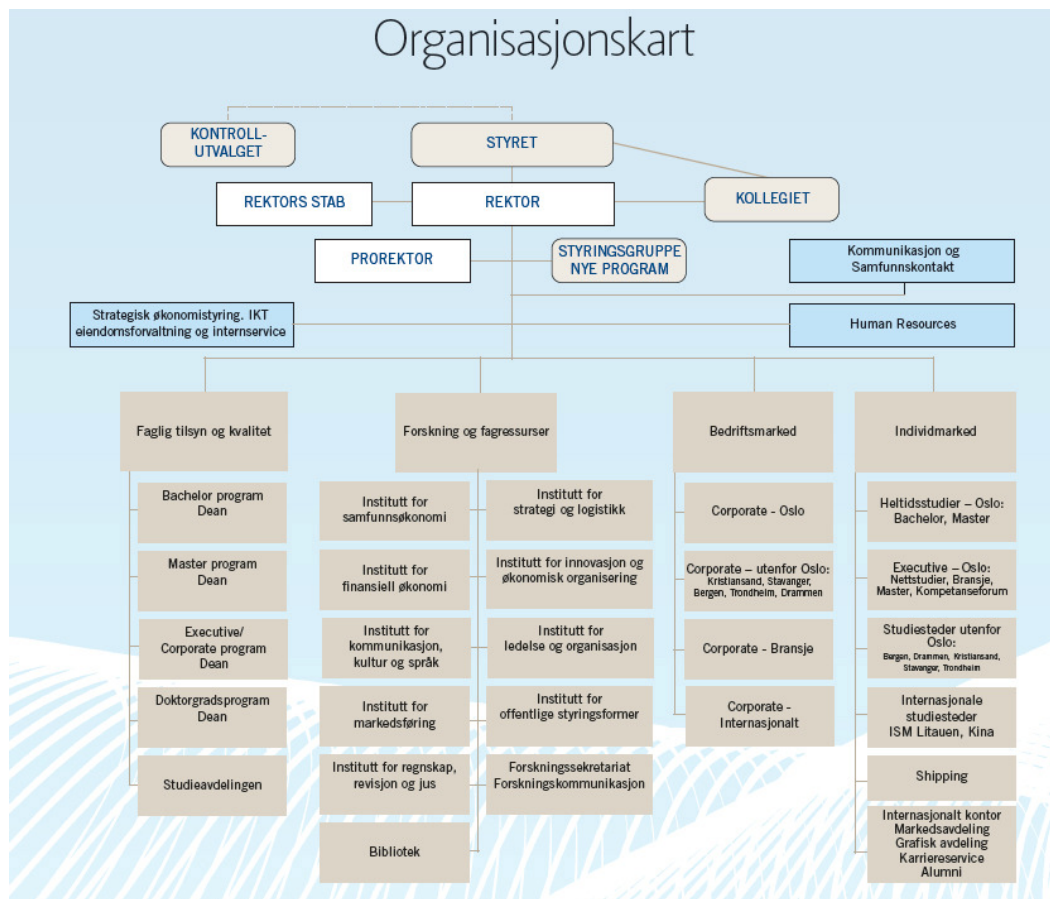 Organisasjonskart
KONTROLL-
UTVALGET
STYRET
REKTORS STAB
REKTOR
KOLLEGIET
PROREKTOR
STYRINGSGRUPPE
NYE PROGRAM
Kommunikasjon og
Samfunnskontakt
Strategisk økonomistyring. IKT
eiendomsforvaltning og internservice
Human Resources
Faglig tilsyn og kvalitet
Bachelor program
Dean
Master program
Dean
Executive/
Corporate program
Dean
Doktorgradsprogram
Dean
Studieavdelingen
Forskning og fagressurser
Institutt for
samfunnsøkonomi
Institutt for
finansiell økonomi
Institutt for
kommunikasjon,
kultur og språk
Institutt for
markedsføring
Institutt for regnskap,
revisjon og jus
Bibliotek
Institutt for
strategi og logistikk
Institutt for innovasjon og
økonomisk organisering
Institutt for
ledelse og organisasjon
Institutt for
offentlige styringsformer
Forskningssekretariat
Forskningskommunikasjon
Bedriftsmarked
Corporate - Oslo
Corporate – utenfor Oslo:
Kristiansand, Stavanger,
Bergen, Trondheim, Drammen
Corporate - Bransje
Corporate -
Internasjonalt
Individmarked
Heltidsstudier – Oslo:
Bachelor, Master
Executive – Oslo:
Nettstudier, Bransje,
Master, Kompetanseforum
Studiesteder utenfor
Oslo:
Bergen, Drammen, Kristiansand,
Stavanger, Trondheim
Internasjonale
studiesteder
ISM Litauen, Kina
Shipping
Internasjonalt kontor
Markedsavdeling
Grafisk avdeling
Karriereservice
Alumni